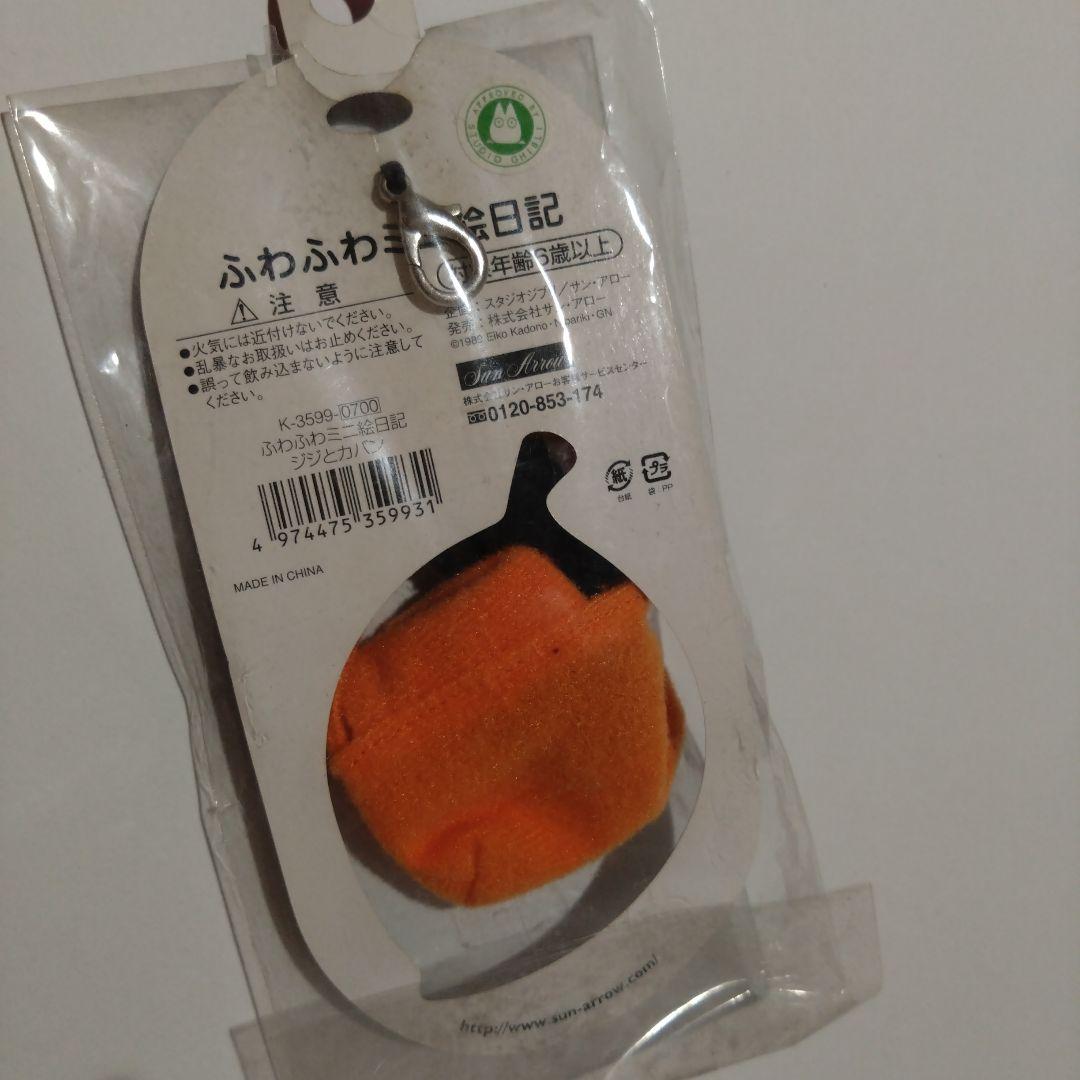 APPROVED BY STUDIO GHIBLI
ふわふわミニ絵日記
注意
年齢6歳以上
●火気には近付けないでください。
●乱暴なお取扱いはお止めください。
●誤って飲み込まないように注意して
ください。
スタジオジブリ/サン・アロー
発売:株式会社サン・アロー
Eiko Kadono・Nibariki・GN
Sun Arrow
株式会社サン・アローお客様サービスセンター
0120-853-174
K-3599-0700
ふわふわミニ絵日記
ジジとカバン
4 974475 359931
MADE IN CHINA
紙
台紙
プラ
袋:PP
http://www.sun-arrow.com/